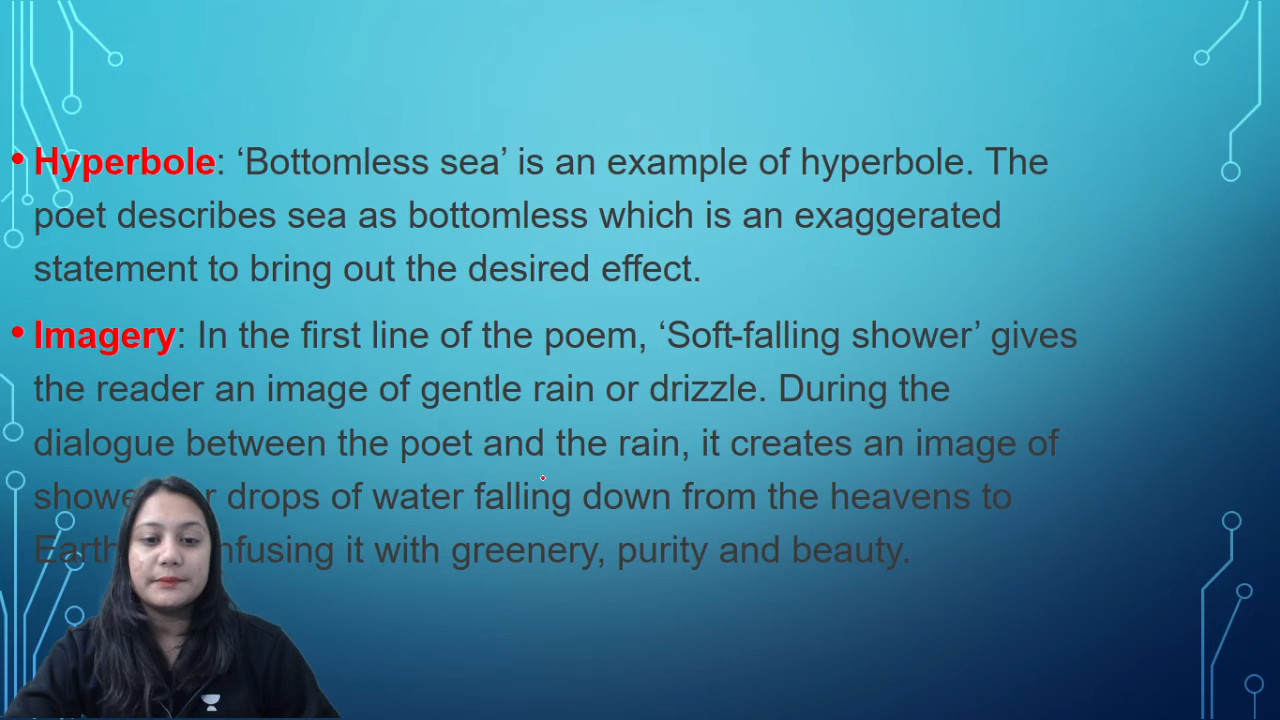 • Hyperbole: ‘Bottomless sea’ is an example of hyperbole. The
poet describes sea as bottomless which is an exaggerated
statement to bring out the desired effect.
• Imagery: In the first line of the poem, ‘Soft-falling shower’ gives
the reader an image of gentle rain or drizzle. During the
dialogue between the poet and the rain, it creates an image of
drops of water falling down from the heavens to
Earth it with greenery, purity and beauty.